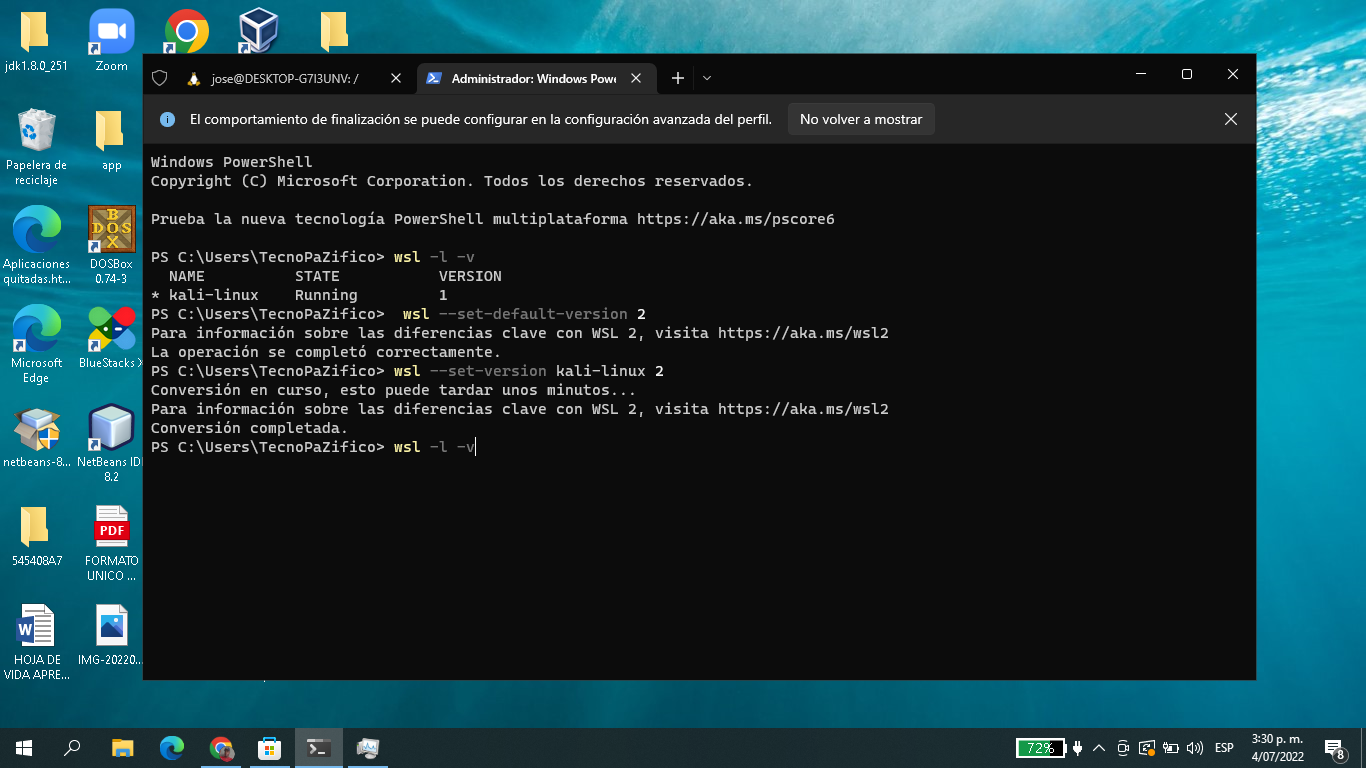 jdk1.8.0_251
Zoom
jose@DESKTOP-G7I3UNV: /
Administrador: Windows Powe
El comportamiento de finalización se puede configurar en la configuración avanzada del perfil.
No volver a mostrar
Papelera de
reciclaje
app
Windows PowerShell
Copyright (C) Microsoft Corporation. Todos los derechos reservados.
Prueba la nueva tecnología PowerShell multiplataforma https://aka.ms/pscore6
PS C:\Users\TecnoPaZifico> wsl -l -v
NAME STATE VERSION
* kali-linux Running 1
PS C:\Users\TecnoPaZifico>  wsl --set-default-version 2
Para información sobre las diferencias clave con WSL 2, visita https://aka.ms/wsl2
La operación se completó correctamente.
PS C:\Users\TecnoPaZifico> wsl --set-version kali-linux 2
Conversión en curso, esto puede tardar unos minutos...
Para información sobre las diferencias clave con WSL 2, visita https://aka.ms/wsl2
Conversión completada.
PS C:\Users\TecnoPaZifico> wsl -l -v
Aplicaciones
quitadas.ht...
DOSBox
0.74-3
Microsoft
Edge
BlueStacks X
netbeans-8...
NetBeans IDE
8.2
545408A7
PDF
FORMATO
UNICO ...
W
HOJA DE
VIDA APRE...
IMG-20220...
72%
ESP
3:30 p. m.
4/07/2022
8